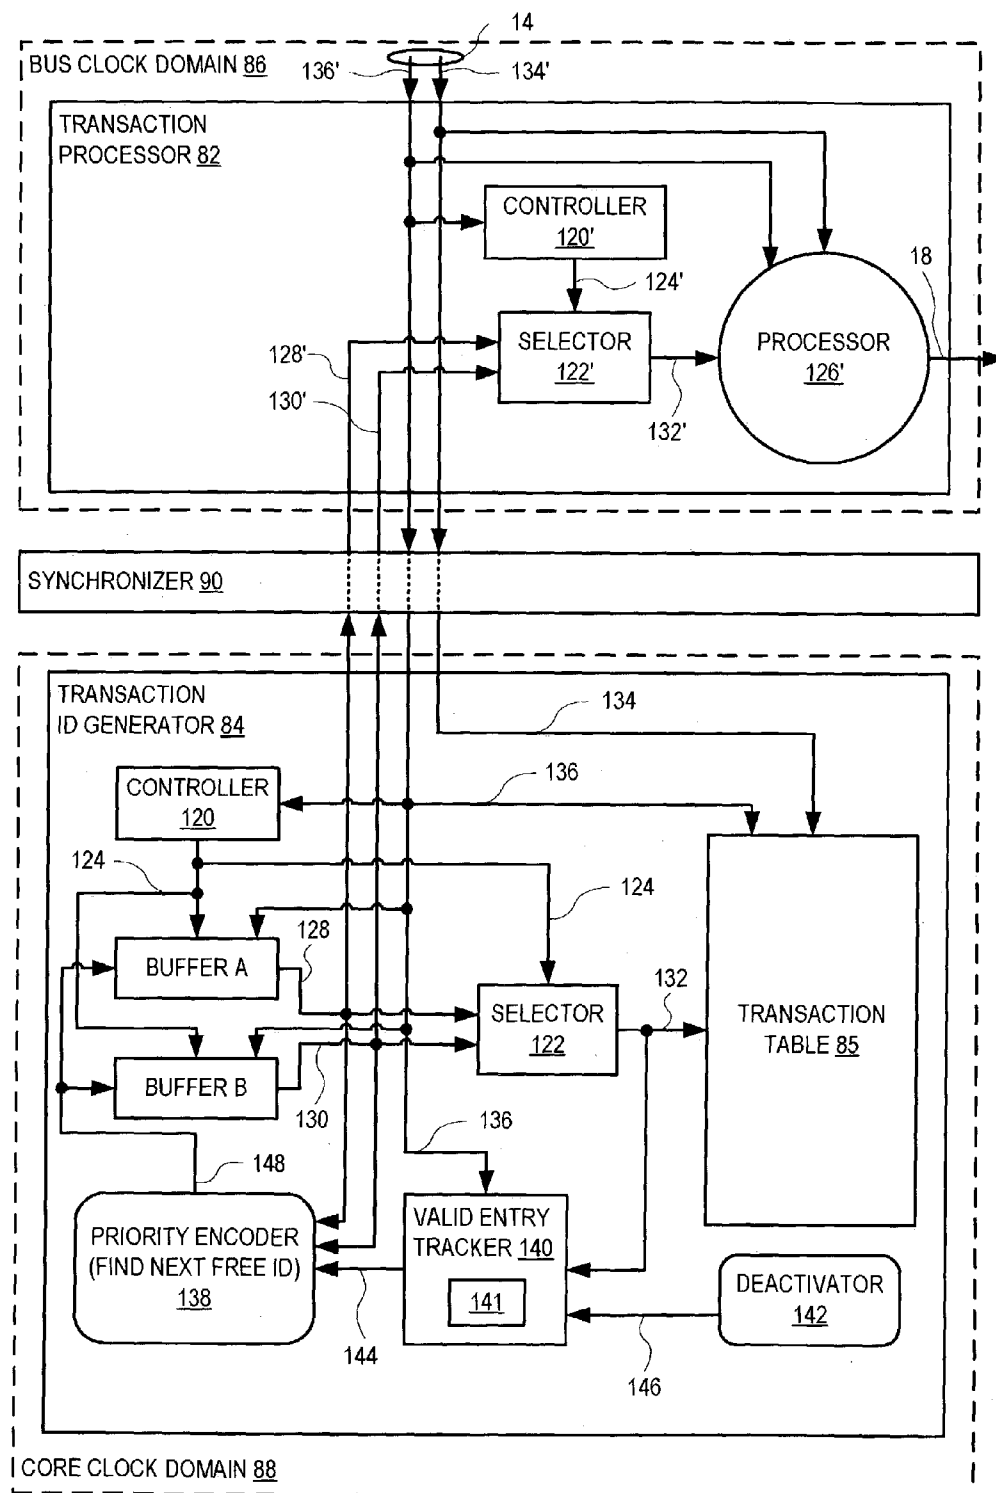 14
BUS CLOCK DOMAIN 86
136'
134'
TRANSACTION
PROCESSOR 82
CONTROLLER
120'
18
124'
SELECTOR
122'
PROCESSOR
126'
128'
130'
132'
SYNCHRONIZER 90
TRANSACTION
ID GENERATOR 84
134
CONTROLLER
120
136
124
124
BUFFER A
128
SELECTOR
122
132
TRANSACTION
TABLE 85
BUFFER B
130
136
148
PRIORITY ENCODER
(FIND NEXT FREE ID)
138
VALID ENTRY
TRACKER 140
141
DEACTIVATOR
142
144
146
CORE CLOCK DOMAIN 88